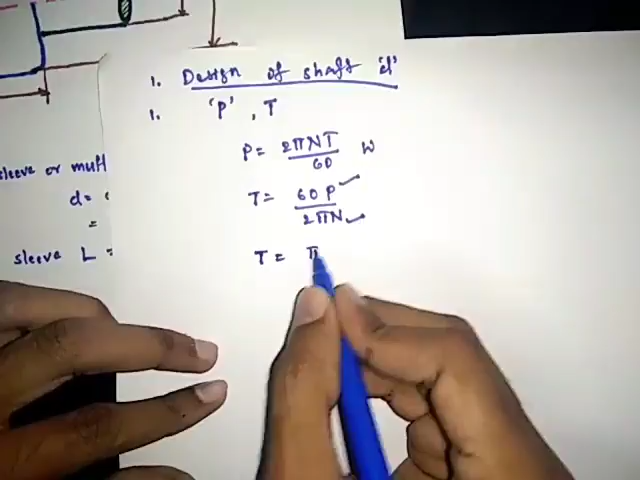 1. Design of shaft 'd'
1. 'P', T
P = 2πNT / 60 W
T = 60P / 2πN
T = π
sleeve or muff
d=
=
sleeve L =